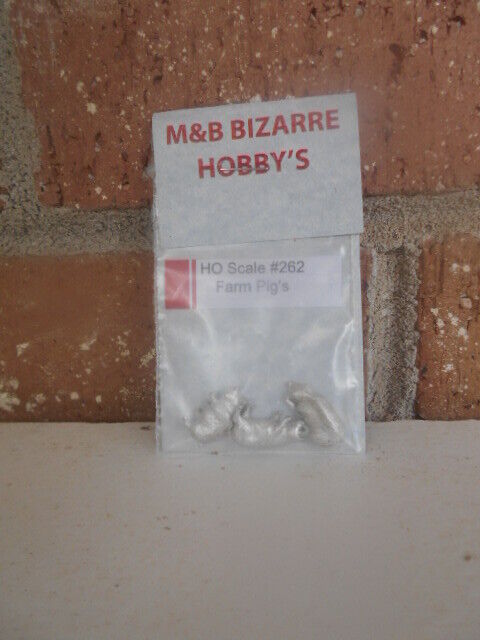 M&B BIZARRE
HOBBY'S
HO Scale #262
Farm Pig's